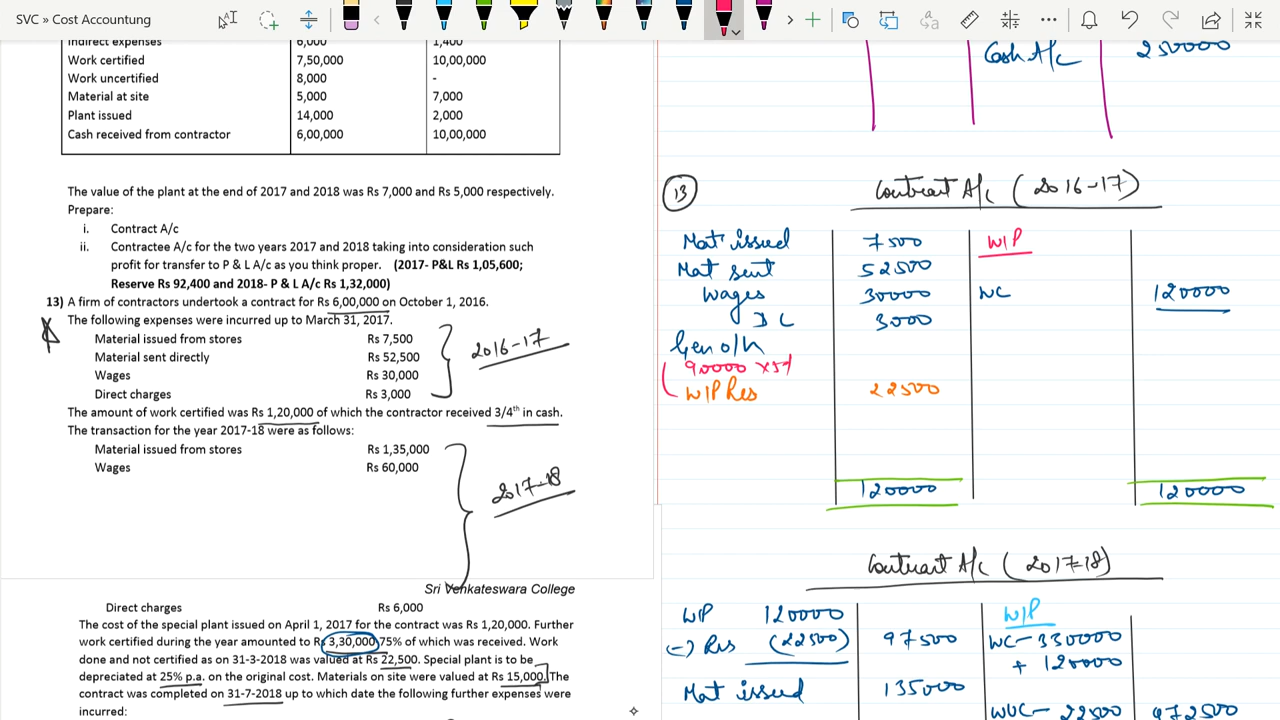 SVC » Cost Accountung
Indirect expenses 6,000 1,400
Work certified 7,50,000 10,00,000
Work uncertified 8,000 -
Material at site 5,000 7,000
Plant issued 14,000 2,000
Cash received from contractor 6,00,000 10,00,000
The value of the plant at the end of 2017 and 2018 was Rs 7,000 and Rs 5,000 respectively.
Prepare:
i. Contract A/c
ii. Contractee A/c for the two years 2017 and 2018 taking into consideration such
profit for transfer to P & L A/c as you think proper. (2017- P&L Rs 1,05,600;
Reserve Rs 92,400 and 2018- P & L A/c Rs 1,32,000)
13) A firm of contractors undertook a contract for Rs 6,00,000 on October 1, 2016.
The following expenses were incurred up to March 31, 2017.
Material issued from stores Rs 7,500
Material sent directly Rs 52,500
Wages Rs 30,000
Direct charges Rs 3,000
2016-17
The amount of work certified was Rs 1,20,000 of which the contractor received 3/4th in cash.
The transaction for the year 2017-18 were as follows:
Material issued from stores Rs 1,35,000
Wages Rs 60,000
2017-18
Sri Venkateswara College
Direct charges Rs 6,000
The cost of the special plant issued on April 1, 2017 for the contract was Rs 1,20,000. Further
work certified during the year amounted to Rs 3,30,000 75% of which was received. Work
done and not certified as on 31-3-2018 was valued at Rs 22,500. Special plant is to be
depreciated at 25% p.a. on the original cost. Materials on site were valued at Rs 15,000. The
contract was completed on 31-7-2018 up to which date the following further expenses were
incurred:
Cash A/c 250000
13 Contract A/c (2016-17)
Mat issued 7500 WIP
Mat sent 52500
Wages 30000 WC 120000
DC 3000
Gen o/h
90000 x
WIP Res 22500
120000 120000
Contract A/c (2017-18)
WIP 120000 WIP
(-) Res (22500) 97500 WC - 330000
+ 120000
Mat issued 135000
WUC - 22500 472500